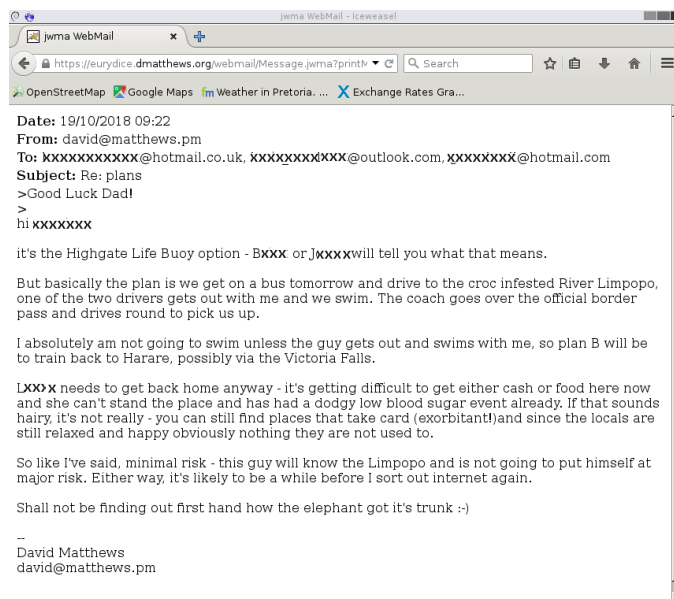 jwma WebMail - Iceweasel
jwma WebMail
https://eurydice.dmatthews.org/webmail/Message.jwma?printM
Search
OpenStreetMap Google Maps Weather in Pretoria. ... Exchange Rates Gra...
Date: 19/10/2018 09:22
From: david@matthews.pm
To: @hotmail.co.uk, @outlook.com, @hotmail.com
Subject: Re: plans
>Good Luck Dad!
>
hi xxxxxxx
it's the Highgate Life Buoy option - Bxxx or Jxxxx will tell you what that means.
But basically the plan is we get on a bus tomorrow and drive to the croc infested River Limpopo,
one of the two drivers gets out with me and we swim. The coach goes over the official border
pass and drives round to pick us up.
I absolutely am not going to swim unless the guy gets out and swims with me, so plan B will be
to train back to Harare, possibly via the Victoria Falls.
Lxxxx needs to get back home anyway - it's getting difficult to get either cash or food here now
and she can't stand the place and has had a dodgy low blood sugar event already. If that sounds
hairy, it's not really - you can still find places that take card (exorbitant!)and since the locals are
still relaxed and happy obviously nothing they are not used to.
So like I've said, minimal risk - this guy will know the Limpopo and is not going to put himself at
major risk. Either way, it's likely to be a while before I sort out internet again.
Shall not be finding out first hand how the elephant got it's trunk :-)
--
David Matthews
david@matthews.pm